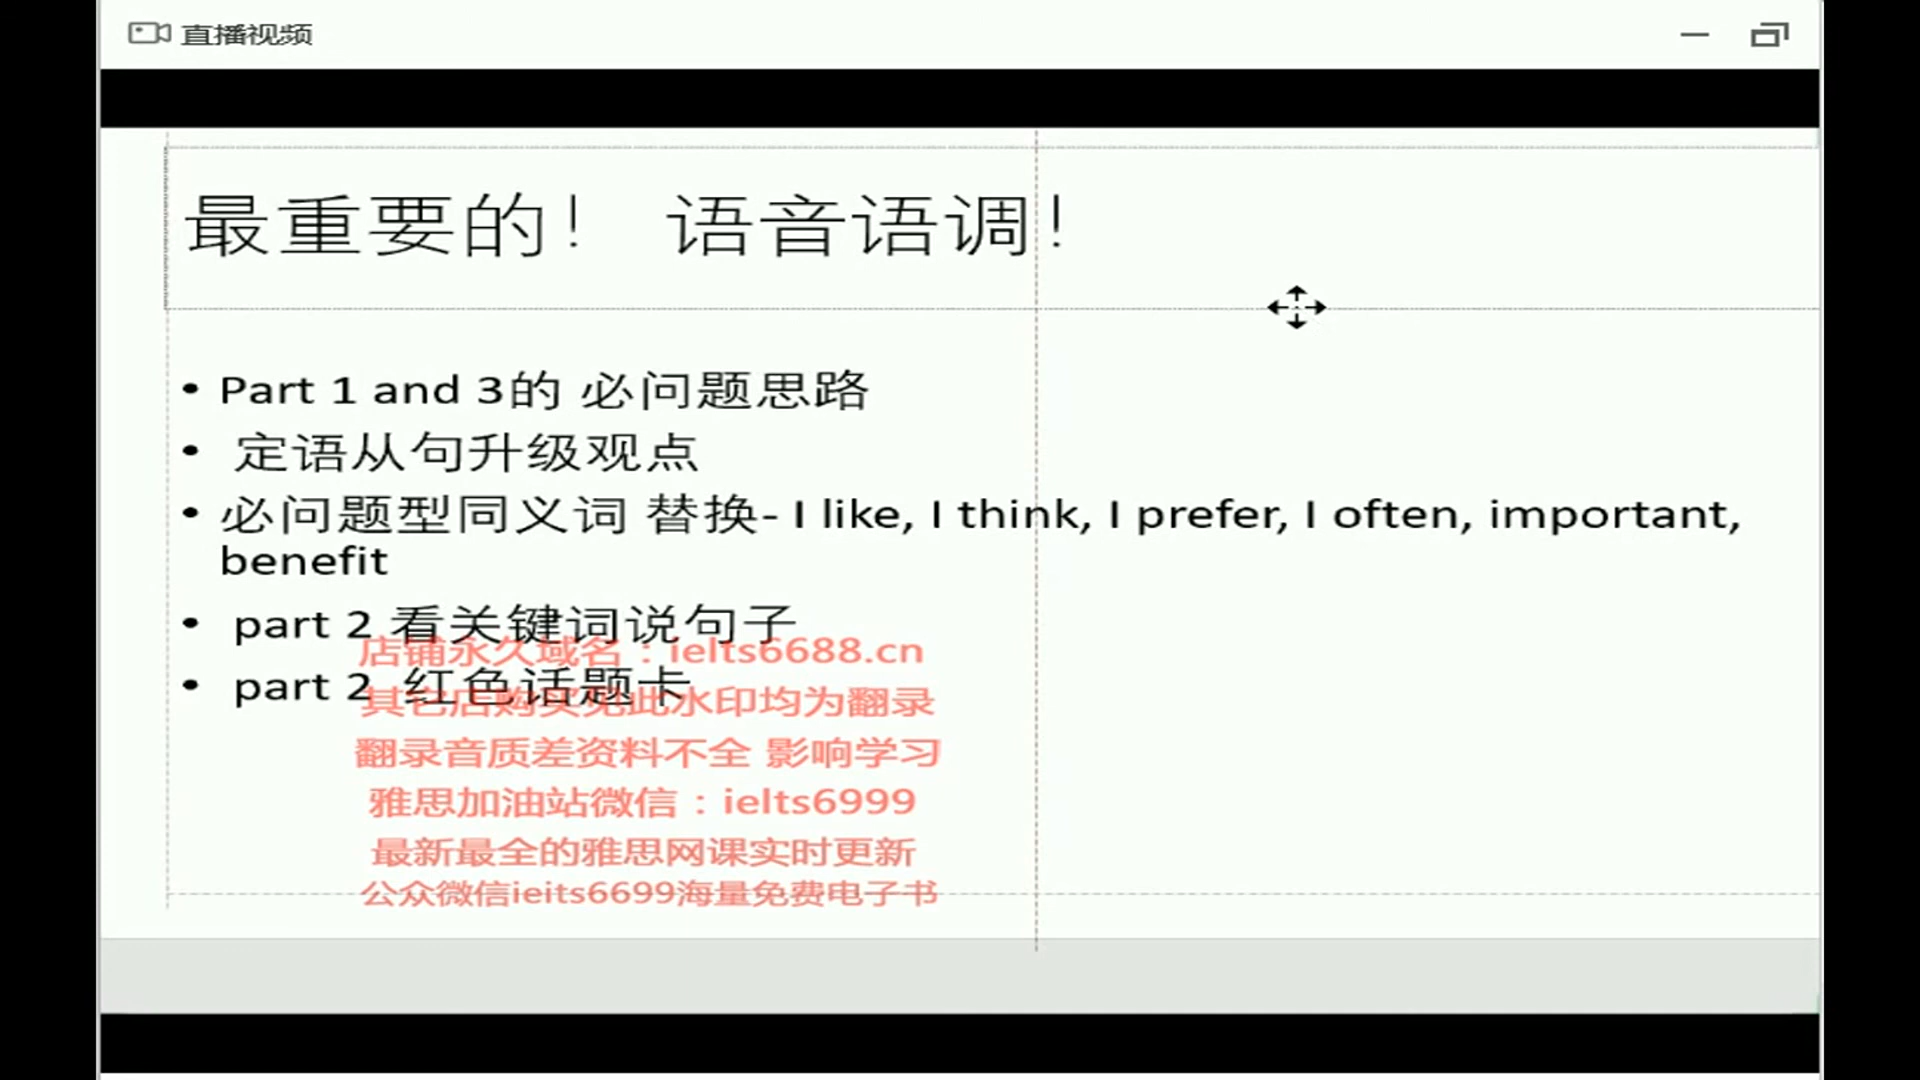 直播视频
最重要的！ 语音语调！
• Part 1 and 3的 必问题思路
• 定语从句升级观点
• 必问题型同义词 替换- I like, I think, I prefer, I often, important,
benefit
• part 2 看关键词说句子
店铺永久域名：ielts6688.cn
• part 2 红色话题卡
其它店购买见此水印均为翻录
翻录音质差资料不全 影响学习
雅思加油站微信：ielts6999
最新最全的雅思网课实时更新
公众微信ieits6699海量免费电子书